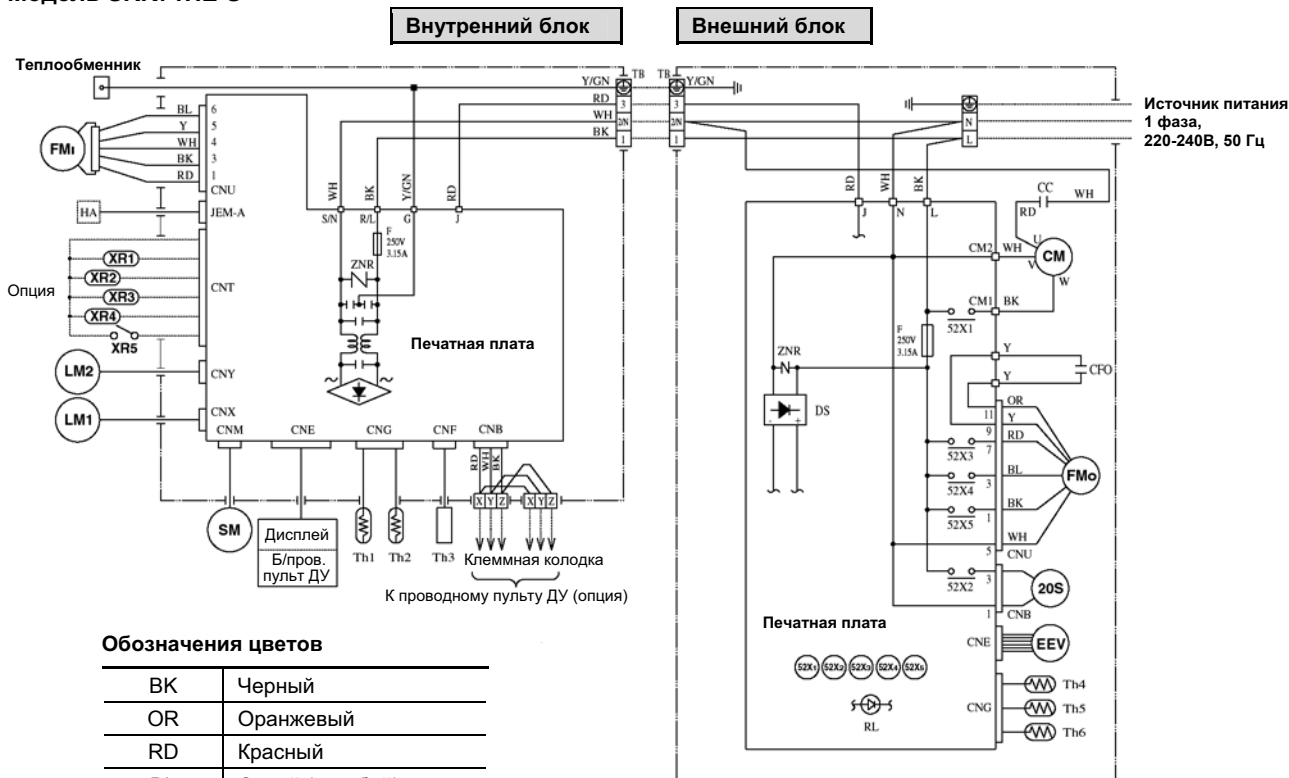 Внутренний блок
Внешний блок
Теплообменник
Y/GN
TB
TB
Y/GN
RD
3
3
WH
2/N
2/N
N
BK
1
1
L
Источник питания
1 фаза,
220-240В, 50 Гц
BL
6
Y
5
WH
4
BK
3
RD
1
FMI
CNU
HA
JEM-A
WH
BK
Y/GN
RD
S/N
R/L
G
J
F
250V
3.15A
ZNR
Печатная плата
Опция
XR1
XR2
XR3
XR4
XR5
CNT
LM2
CNY
LM1
CNX
CNM
CNE
CNG
CNF
CNB
RD
WH
BK
X
Y
Z
X
Y
Z
SM
Дисплей
Б/пров.
пульт ДУ
Th1
Th2
Th3
Клеммная колодка
К проводному пульту ДУ (опция)
RD
WH
BK
J
N
L
CC
WH
RD
U
V
W
CM
CM2
WH
CM1
BK
52X1
F
250V
3.15A
ZNR
DS
Y
Y
CFO
OR
11
Y
9
RD
7
52X3
BL
3
52X4
BK
1
52X5
WH
5
CNU
FMo
3
52X2
1
CNB
20S
Печатная плата
CNE
EEV
52X1
52X2
52X3
52X4
52X5
RL
CNG
Th4
Th5
Th6
Обозначения цветов
BK
Черный
OR
Оранжевый
RD
Красный